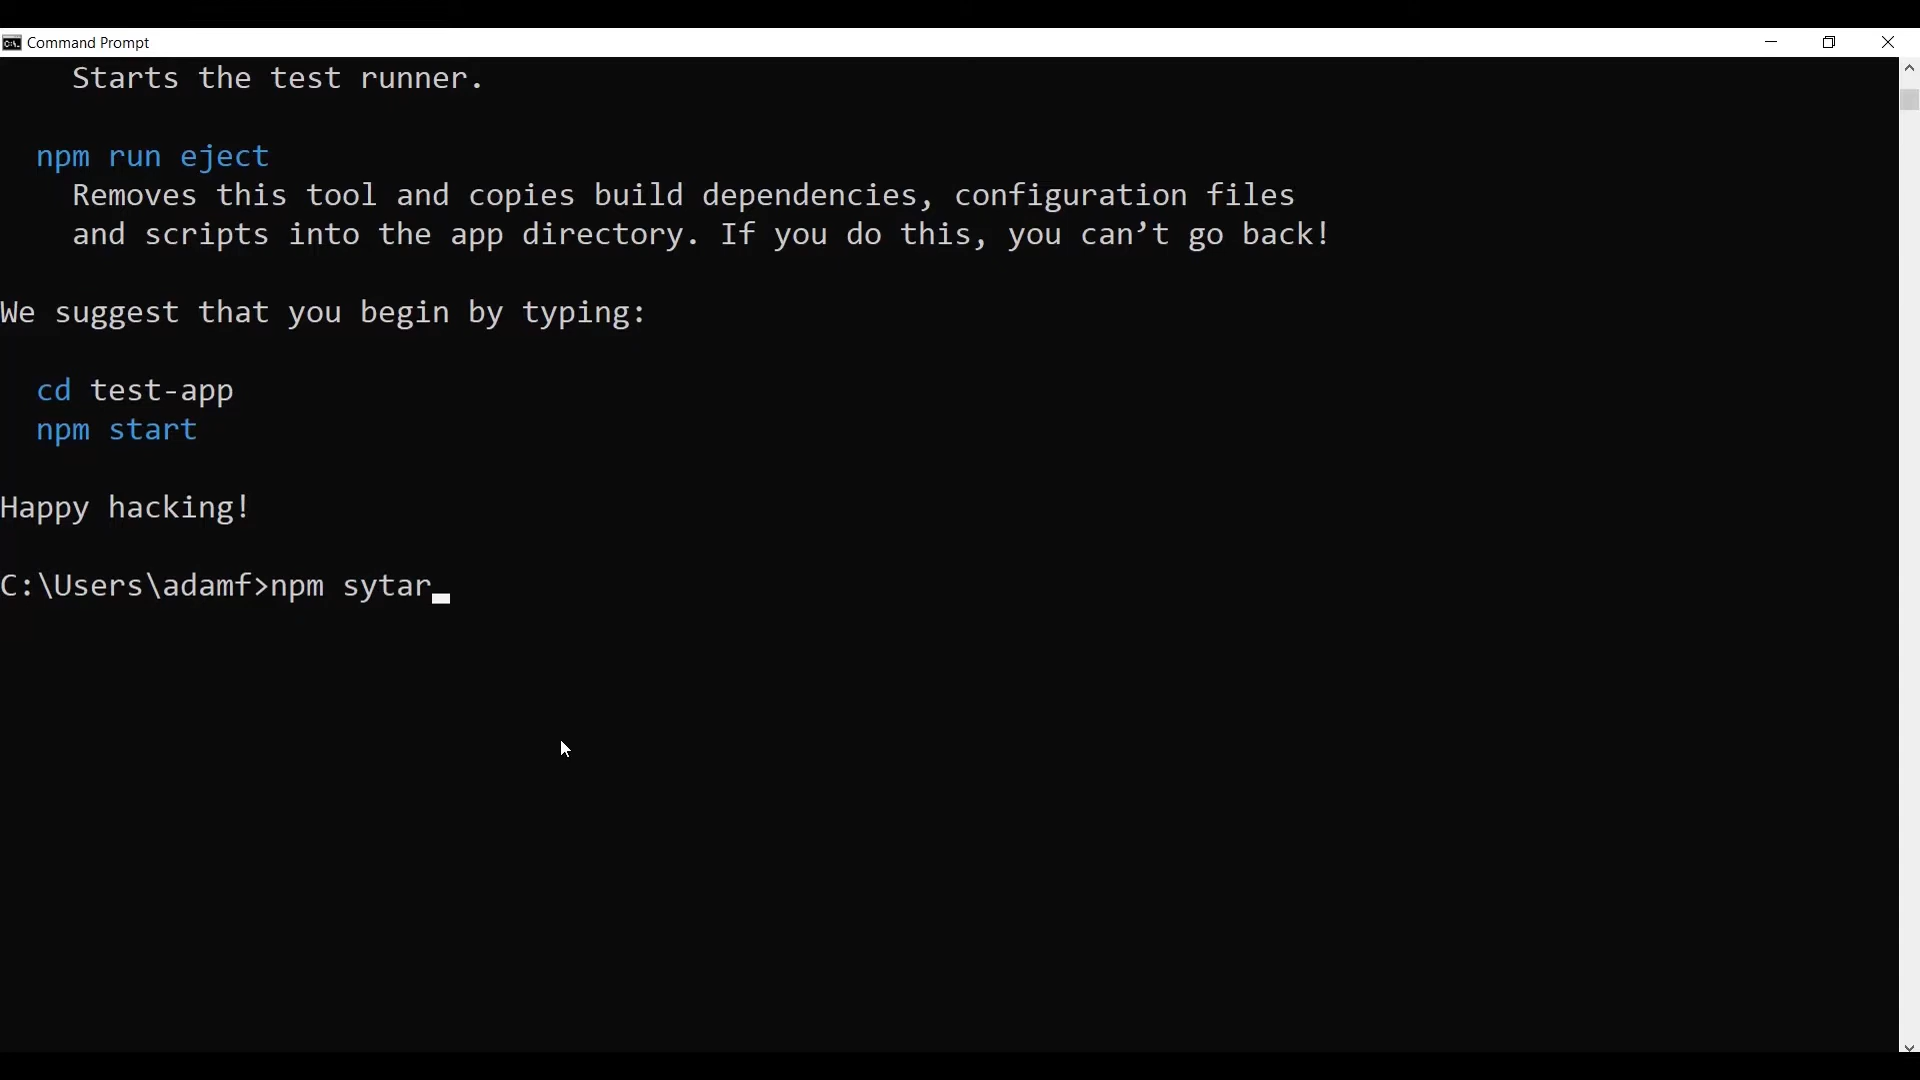 Command Prompt
Starts the test runner.
npm run eject
Removes this tool and copies build dependencies, configuration files
and scripts into the app directory. If you do this, you can’t go back!
We suggest that you begin by typing:
cd test-app
npm start
Happy hacking!
C:\Users\adamf>npm sytar